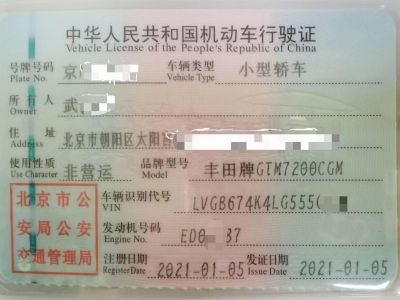 中华人民共和国机动车行驶证
Vehicle License of the People's Republic of China
号牌号码 京 车辆类型 小型轿车
Plate No. Vehicle Type
所有人 武
Owner
住址 北京市朝阳区太阳
Address
使用性质 非营运 品牌型号 丰田牌GTM7200CGM
Use Character Model
北京市公安局公安交通管理局
车辆识别代号 LVGB674K4LG555
VIN
发动机号码 ED0 37
Engine No.
注册日期 2021-01-05 发证日期 2021-01-05
Register Date Issue Date